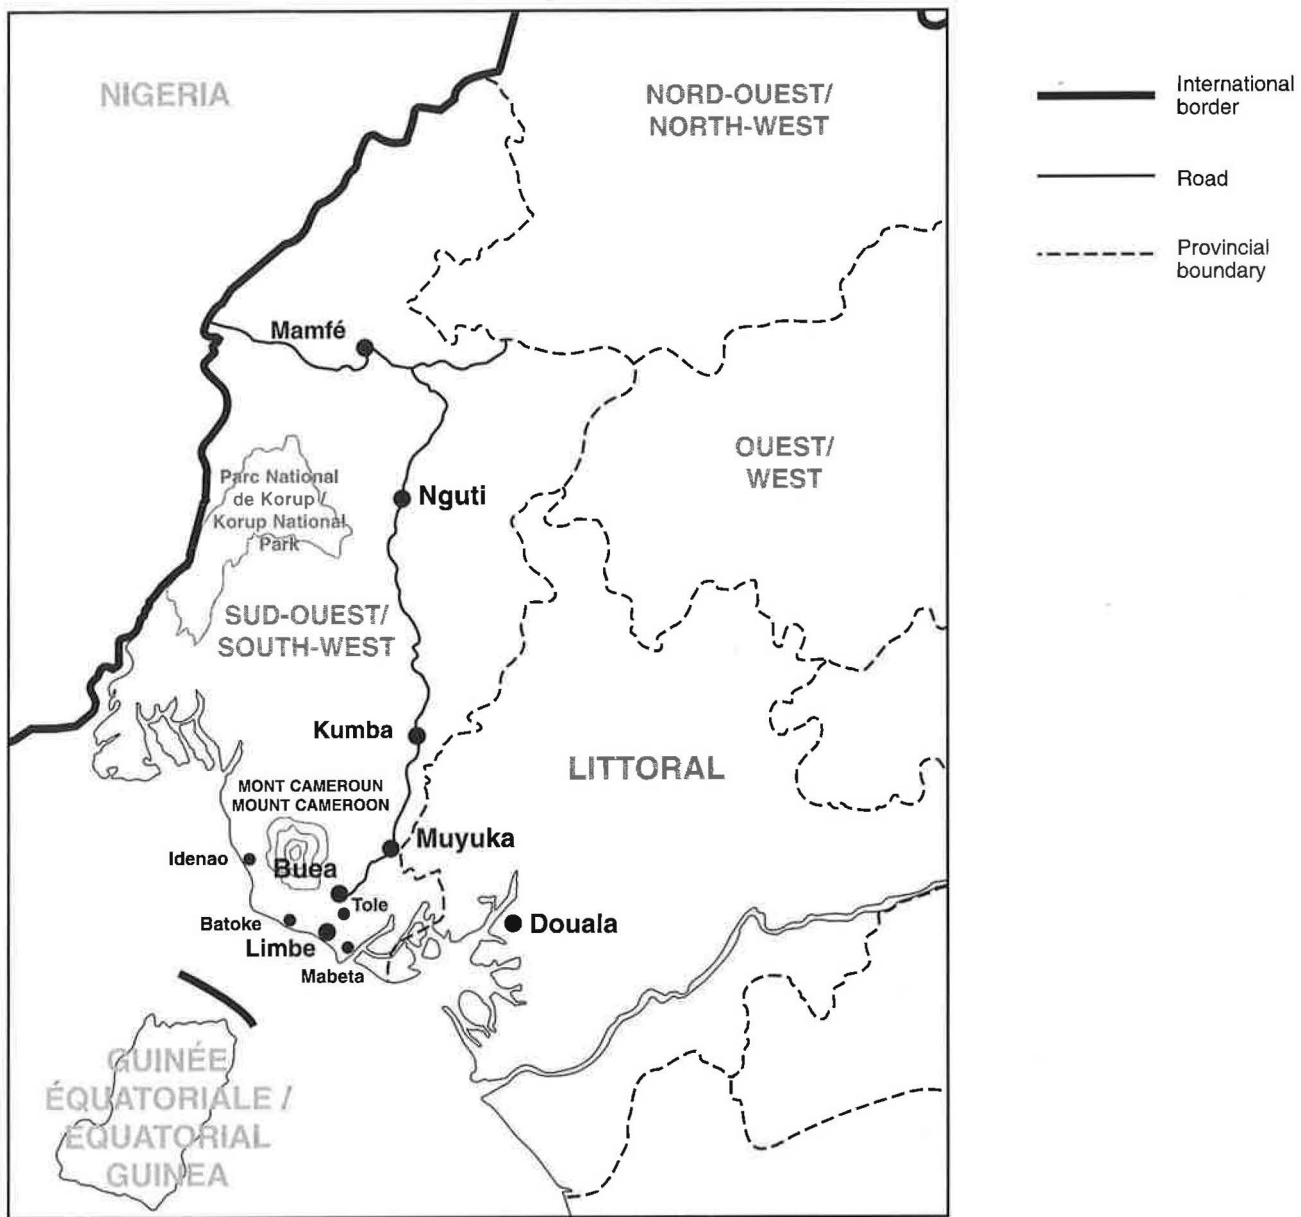 NIGERIA
NORD-OUEST/
NORTH-WEST
International
border
Road
Provincial
boundary
Mamfé
OUEST/
WEST
Parc National
de Korup /
Korup National
Park
Nguti
SUD-OUEST/
SOUTH-WEST
Kumba
LITTORAL
MONT CAMEROUN
MOUNT CAMEROON
Muyuka
Idenao
Buea
Tole
Batoke
Douala
Limbe
Mabeta
GUINÉE
ÉQUATORIALE /
EQUATORIAL
GUINEA